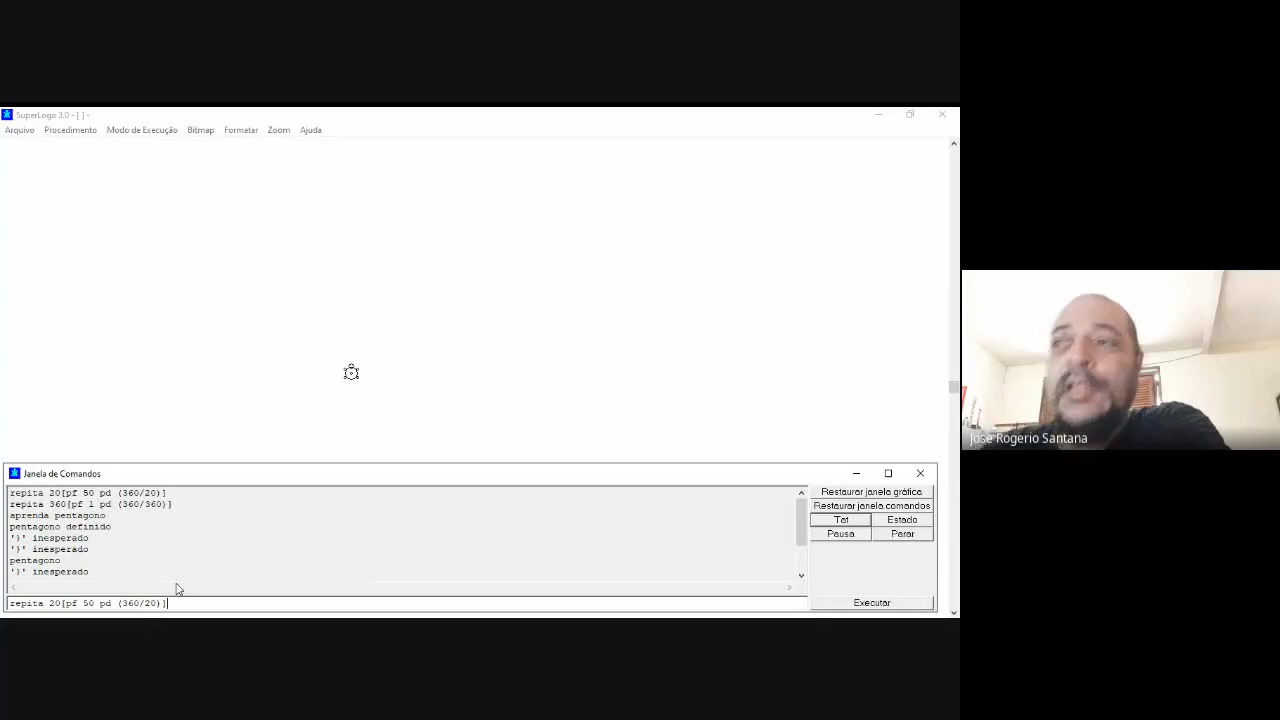 SuperLogo 3.0 - [ ] -
Arquivo Procedimento Modo de Execução Bitmap Formatar Zoom Ajuda
Janela de Comandos
repita 20[pf 50 pd (360/20)]
repita 360[pf 1 pd (360/360)]
aprenda pentagono
pentagono definido
'}' inesperado
'}' inesperado
pentagono
'}' inesperado
repita 20[pf 50 pd (360/20)]
Restaurar janela gráfica
Restaurar janela comandos
Tat Estado
Pausa Parar
Executar
José Rogerio Santana